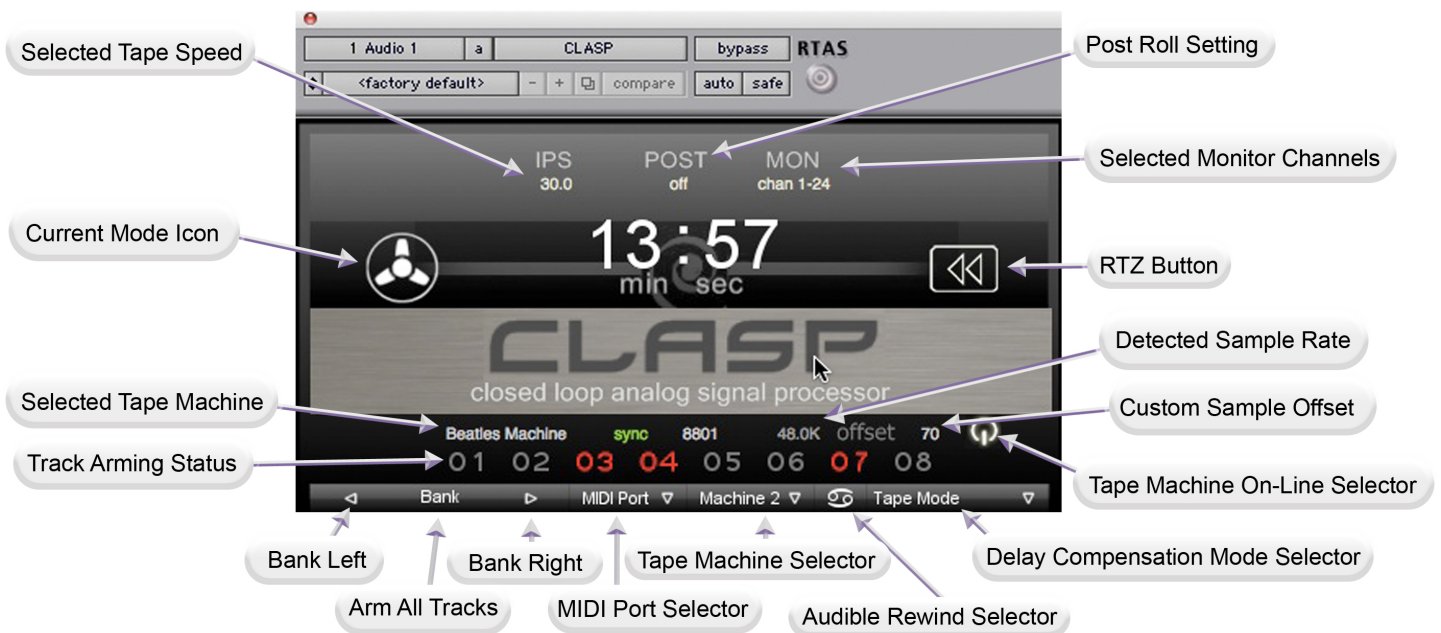 1 Audio 1 a CLASP bypass RTAS
<factory default> - + compare auto safe
Selected Tape Speed
Post Roll Setting
IPS POST MON
30.0 off chan 1-24
Selected Monitor Channels
Current Mode Icon
13:57
min sec
RTZ Button
CLASP
closed loop analog signal processor
Detected Sample Rate
Selected Tape Machine
Custom Sample Offset
Beatles Machine sync 8801 48.0K offset 70
Track Arming Status
01 02 03 04 05 06 07 08
Tape Machine On-Line Selector
Bank MIDI Port Machine 2 Tape Mode
Bank Left
Bank Right
Tape Machine Selector
Delay Compensation Mode Selector
Arm All Tracks
MIDI Port Selector
Audible Rewind Selector